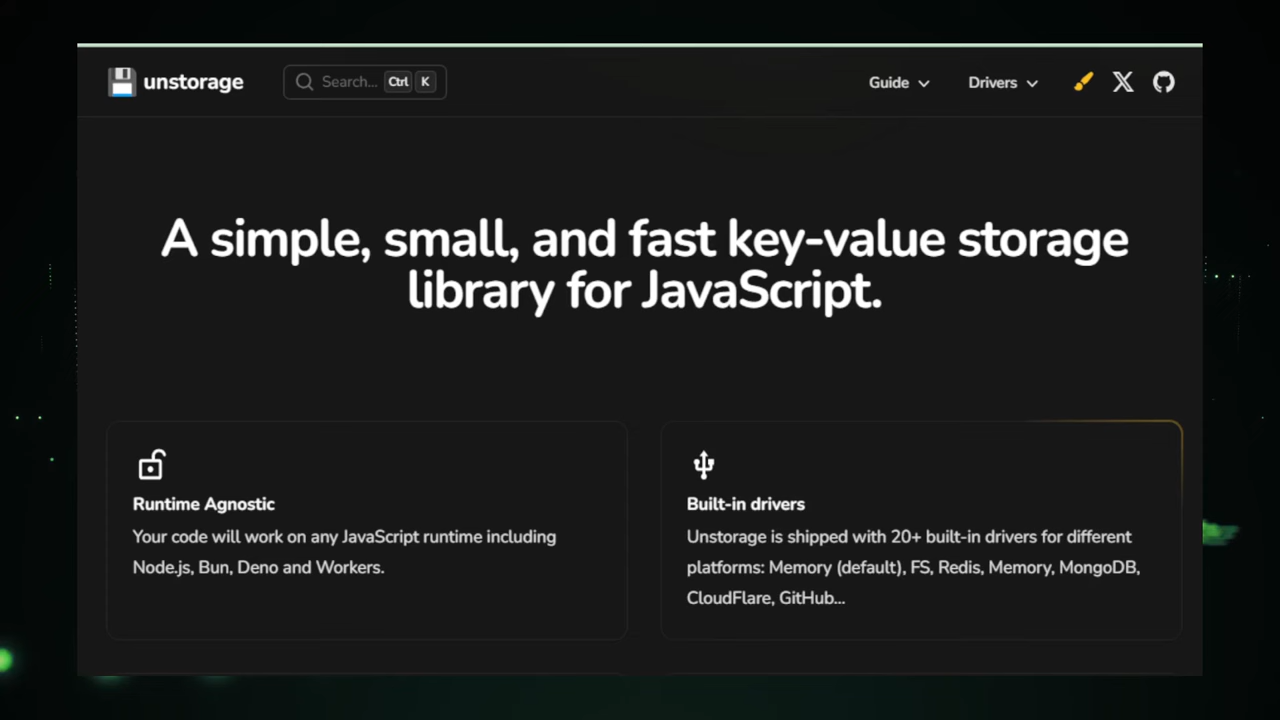 unstorage
Search... Ctrl K
Guide
Drivers
A simple, small, and fast key-value storage
library for JavaScript.
Runtime Agnostic
Your code will work on any JavaScript runtime including
Node.js, Bun, Deno and Workers.
Built-in drivers
Unstorage is shipped with 20+ built-in drivers for different
platforms: Memory (default), FS, Redis, Memory, MongoDB,
CloudFlare, GitHub...